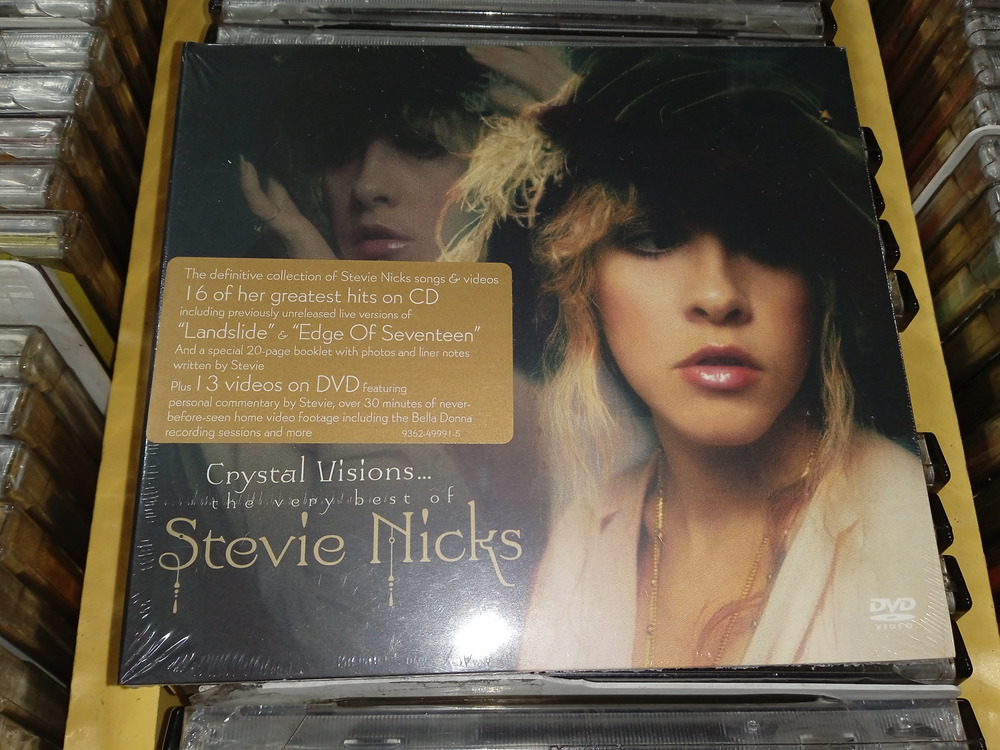 The definitive collection of Stevie Nicks songs & videos
16 of her greatest hits on CD
including previously unreleased live versions of
"Landslide" & "Edge Of Seventeen"
And a special 20-page booklet with photos and liner notes
written by Stevie
Plus 13 videos on DVD featuring
personal commentary by Stevie, over 30 minutes of never-
before-seen home video footage including the Bella Donna
recording sessions and more 9362-49991-5
Crystal Visions...
the very best of
Stevie Nicks
DVD
VIDEO